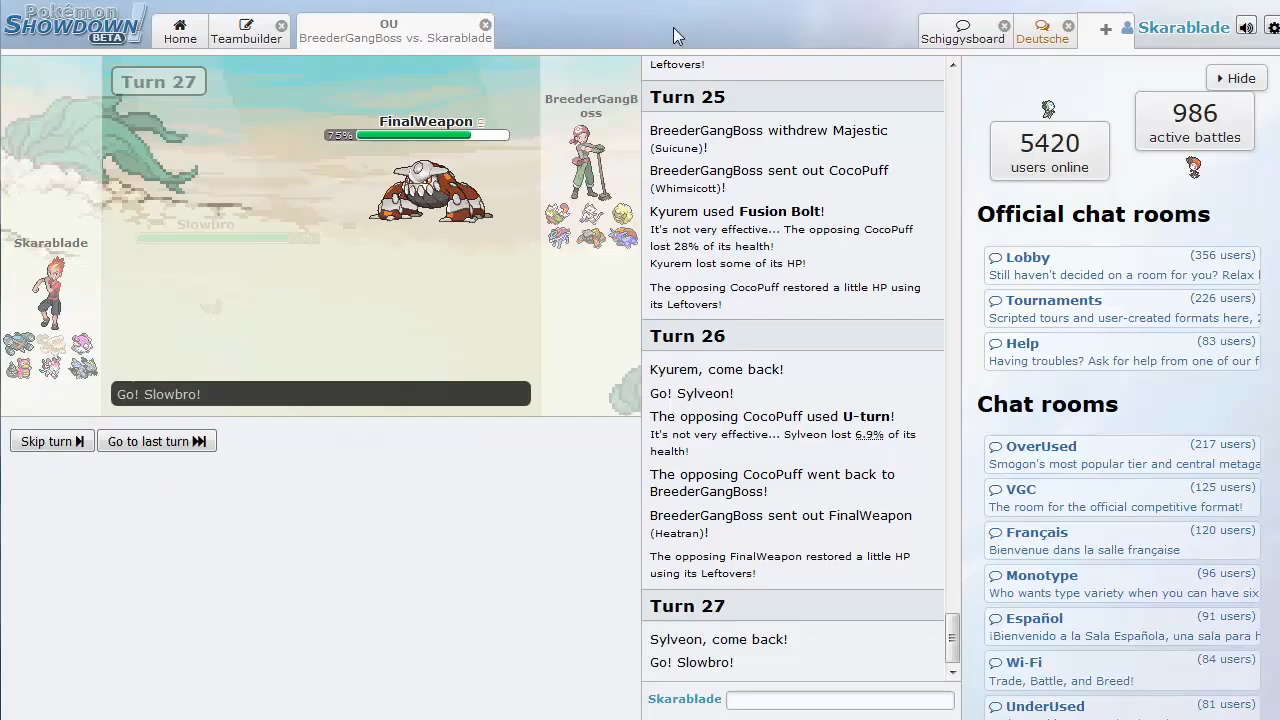 Pokémon
SHOWDOWN!
BETA
Home
Teambuilder
OU
BreederGangBoss vs. Skarablade
Schiggysboard
Deutsche
Skarablade
Turn 27
FinalWeapon
75%
BreederGangB
oss
Slowbro
Skarablade
Go! Slowbro!
Skip turn
Go to last turn
Leftovers!
Turn 25
BreederGangBoss withdrew Majestic
(Suicune)!
BreederGangBoss sent out CocoPuff
(Whimsicott)!
Kyurem used Fusion Bolt!
It's not very effective... The opposing CocoPuff
lost 28% of its health!
Kyurem lost some of its HP!
The opposing CocoPuff restored a little HP using
its Leftovers!
Turn 26
Kyurem, come back!
Go! Sylveon!
The opposing CocoPuff used U-turn!
It's not very effective... Sylveon lost 6.9% of its
health!
The opposing CocoPuff went back to
BreederGangBoss!
BreederGangBoss sent out FinalWeapon
(Heatran)!
The opposing FinalWeapon restored a little HP
using its Leftovers!
Turn 27
Sylveon, come back!
Go! Slowbro!
Skarablade
Hide
5420
users online
986
active battles
Official chat rooms
Lobby (356 users)
Still haven't decided on a room for you? Relax
Tournaments (226 users)
Scripted tours and user-created formats here, 2
Help (83 users)
Having troubles? Ask for help from one of our f
Chat rooms
OverUsed (217 users)
Smogon's most popular tier and central metaga
VGC (125 users)
The room for the official competitive format!
Français (120 users)
Bienvenue dans la salle française
Monotype (96 users)
Who wants type variety when you can have six
Español (91 users)
¡Bienvenido a la Sala Española, una sala para h
Wi-Fi (84 users)
Trade, Battle, and Breed!
UnderUsed (81 users)